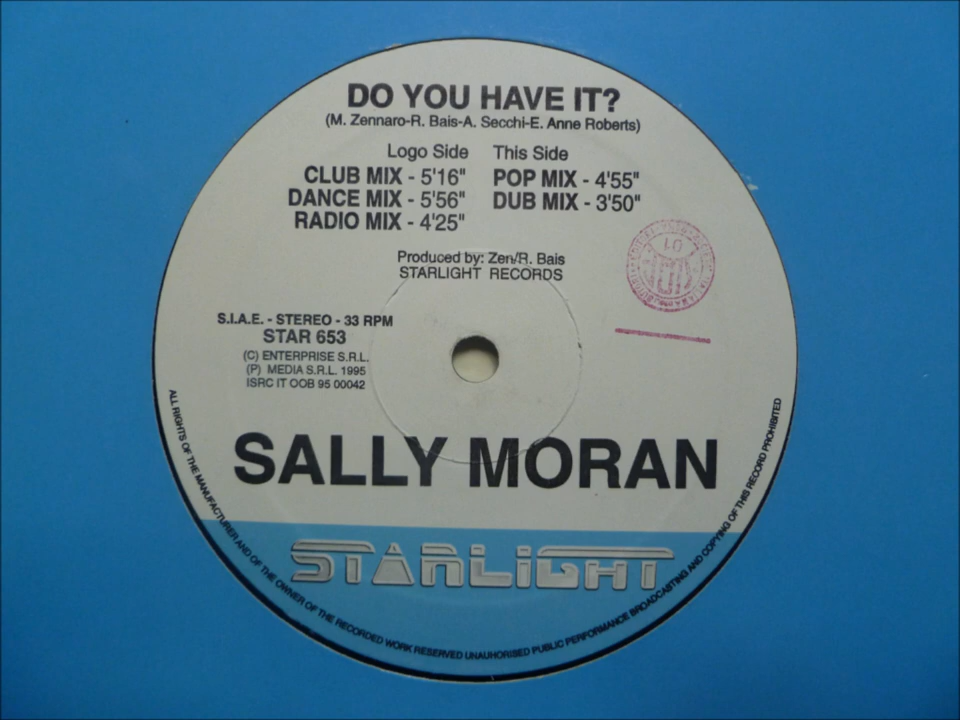 DO YOU HAVE IT?
(M. Zennaro-R. Bais-A. Secchi-E. Anne Roberts)
Logo Side This Side
CLUB MIX - 5'16" POP MIX - 4'55"
DANCE MIX - 5'56" DUB MIX - 3'50"
RADIO MIX - 4'25"
Produced by: Zen/R. Bais
STARLIGHT RECORDS
S.I.A.E. - STEREO - 33 RPM
STAR 653
(C) ENTERPRISE S.R.L.
(P) MEDIA S.R.L. 1995
ISRC IT OOB 95 00042
SALLY MORAN
STARLIGHT
ALL RIGHTS OF THE MANUFACTURER AND OF THE OWNER OF THE RECORDED WORK RESERVED UNAUHORISED PUBLIC PERFORMANCE BROADCASTING AND COPYING OF THIS RECORD PROHIBITED